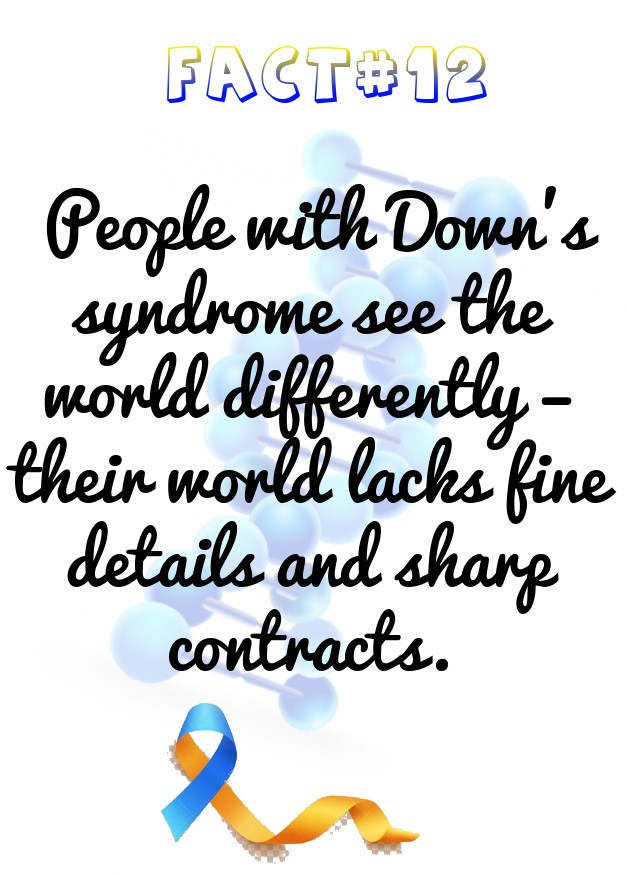 FACT#12
People with Down's
syndrome see the
world differently –
their world lacks fine
details and sharp
contracts.